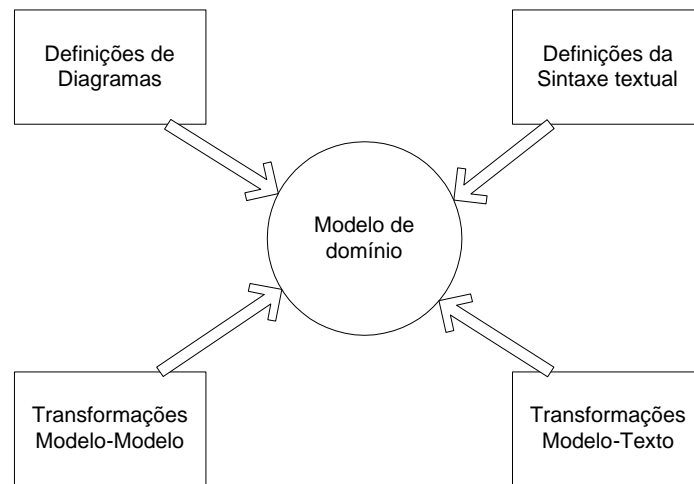 Definições de
Diagramas
Definições da
Sintaxe textual
Modelo de
domínio
Transformações
Modelo-Modelo
Transformações
Modelo-Texto